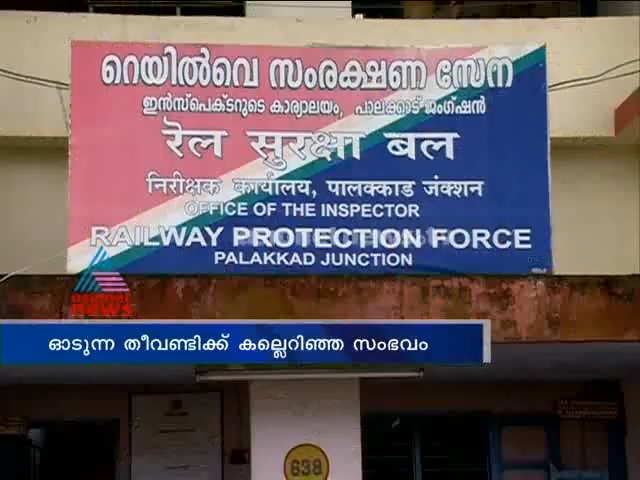 റെയിൽവെ സംരക്ഷണ സേന
ഇൻസ്പെക്ടറുടെ കാര്യാലയം, പാലക്കാട് ജംഗ്ഷൻ
रेल सुरक्षा बल
निरीक्षक कार्यालय, पालक्काड जंक्शन
OFFICE OF THE INSPECTOR
RAILWAY PROTECTION FORCE
PALAKKAD JUNCTION
NEWS
ഓടുന്ന തീവണ്ടിക്ക് കല്ലെറിഞ്ഞ സംഭവം
638